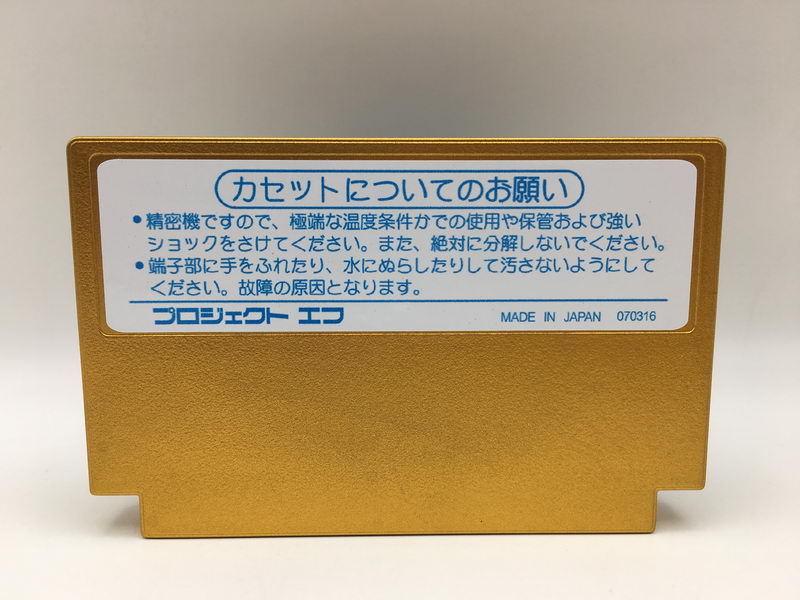 カセットについてのお願い
●精密機ですので、極端な温度条件かでの使用や保管および強い
ショックをさけてください。また、絶対に分解しないでください。
●端子部に手をふれたり、水にぬらしたりして汚さないようにして
ください。故障の原因となります。
プロジェクト エフ MADE IN JAPAN 070316